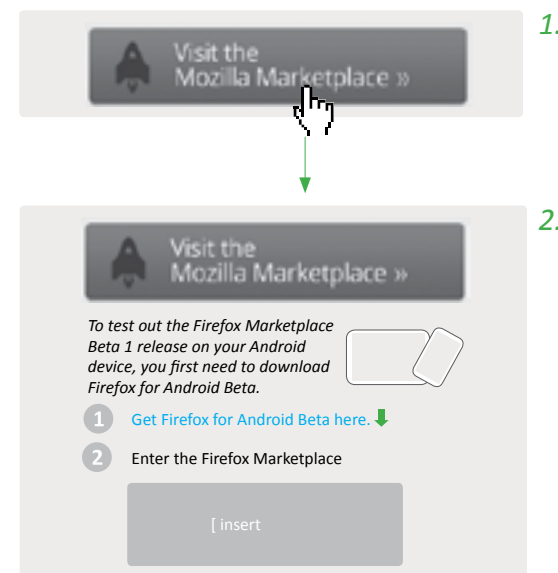 1.
Visit the
Mozilla Marketplace »
2.
Visit the
Mozilla Marketplace »
To test out the Firefox Marketplace
Beta 1 release on your Android
device, you first need to download
Firefox for Android Beta.
1 Get Firefox for Android Beta here.
2 Enter the Firefox Marketplace
[ insert